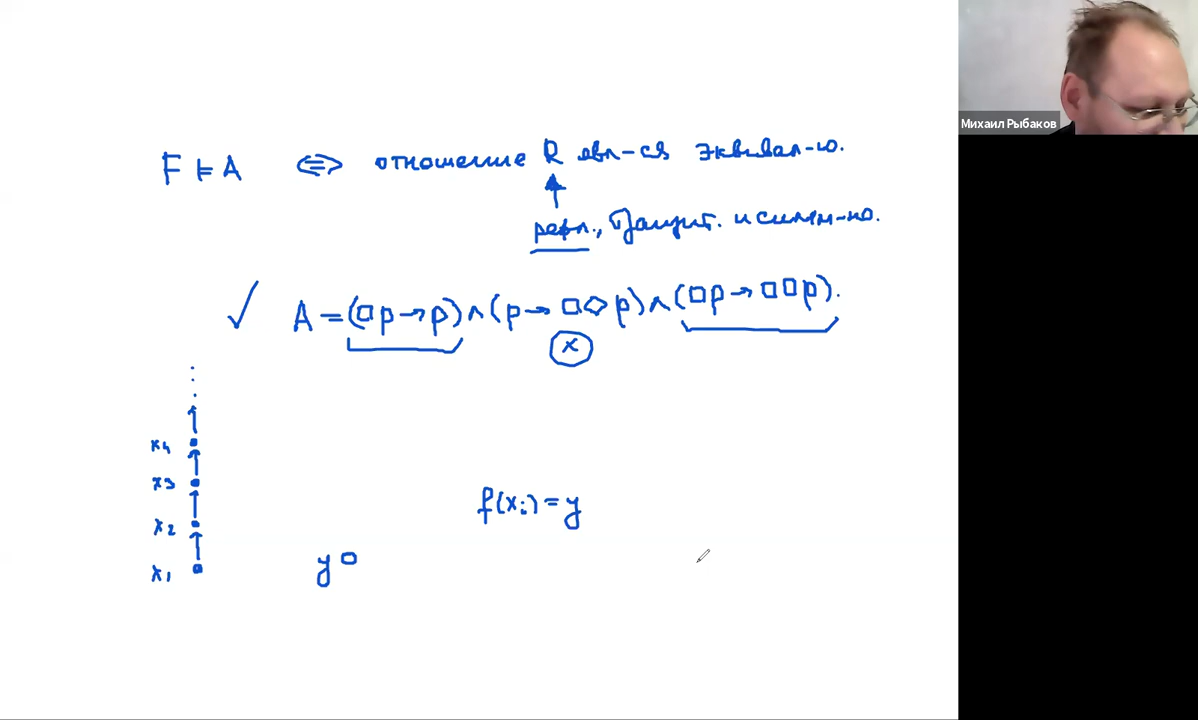 Михаил Рыбаков
F ⊨ A ⟺ отношение R явл-ся эквивал-ю.
рефл., транзит. и симм-но.
✓ A = (□p → p) ∧ (p → □◇p) ∧ (□p → □□p).
x
x4
x3
f(xᵢ) = y
x2
y
x1